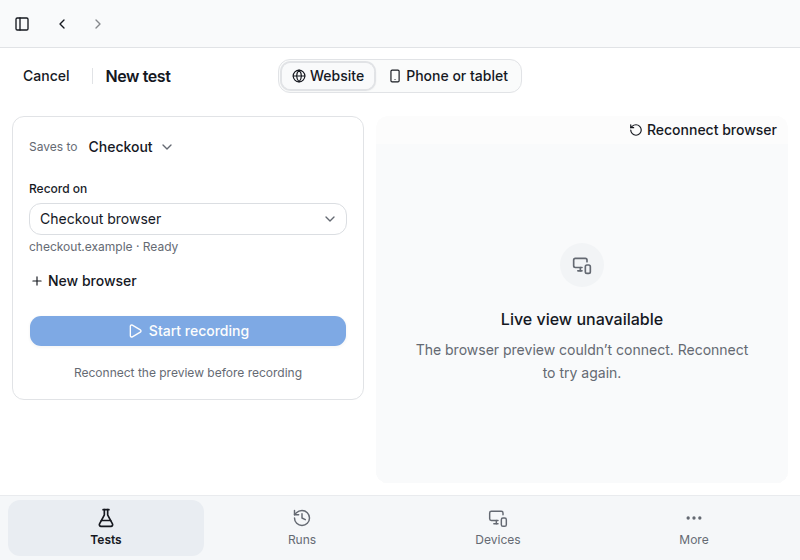 Cancel
New test
Website
Phone or tablet
Saves to Checkout
Record on
Checkout browser
checkout.example · Ready
New browser
Start recording
Reconnect the preview before recording
Reconnect browser
Live view unavailable
The browser preview couldn’t connect. Reconnect
to try again.
Tests
Runs
Devices
More